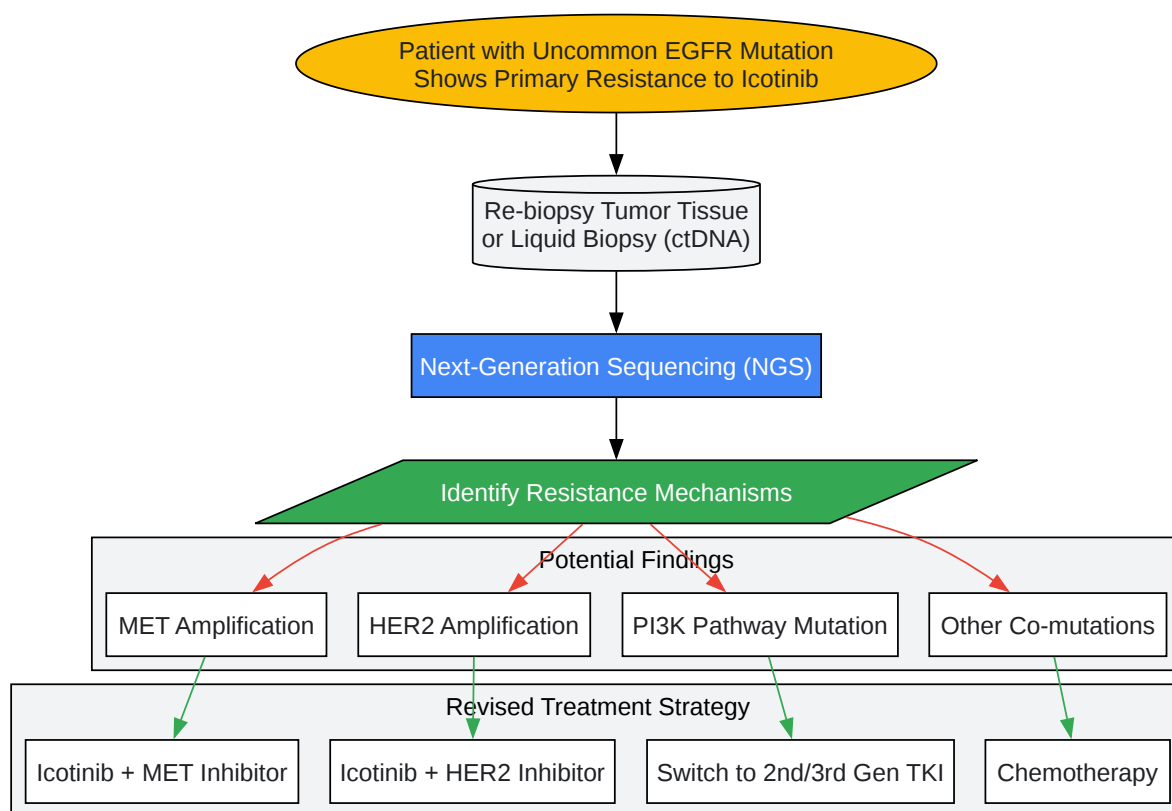 Patient with Uncommon EGFR Mutation
Shows Primary Resistance to Icotinib
Re-biopsy Tumor Tissue
or Liquid Biopsy (ctDNA)
Next-Generation Sequencing (NGS)
Identify Resistance Mechanisms
Potential Findings
MET Amplification
HER2 Amplification
PI3K Pathway Mutation
Other Co-mutations
Revised Treatment Strategy
Icotinib + MET Inhibitor
Icotinib + HER2 Inhibitor
Switch to 2nd/3rd Gen TKI
Chemotherapy